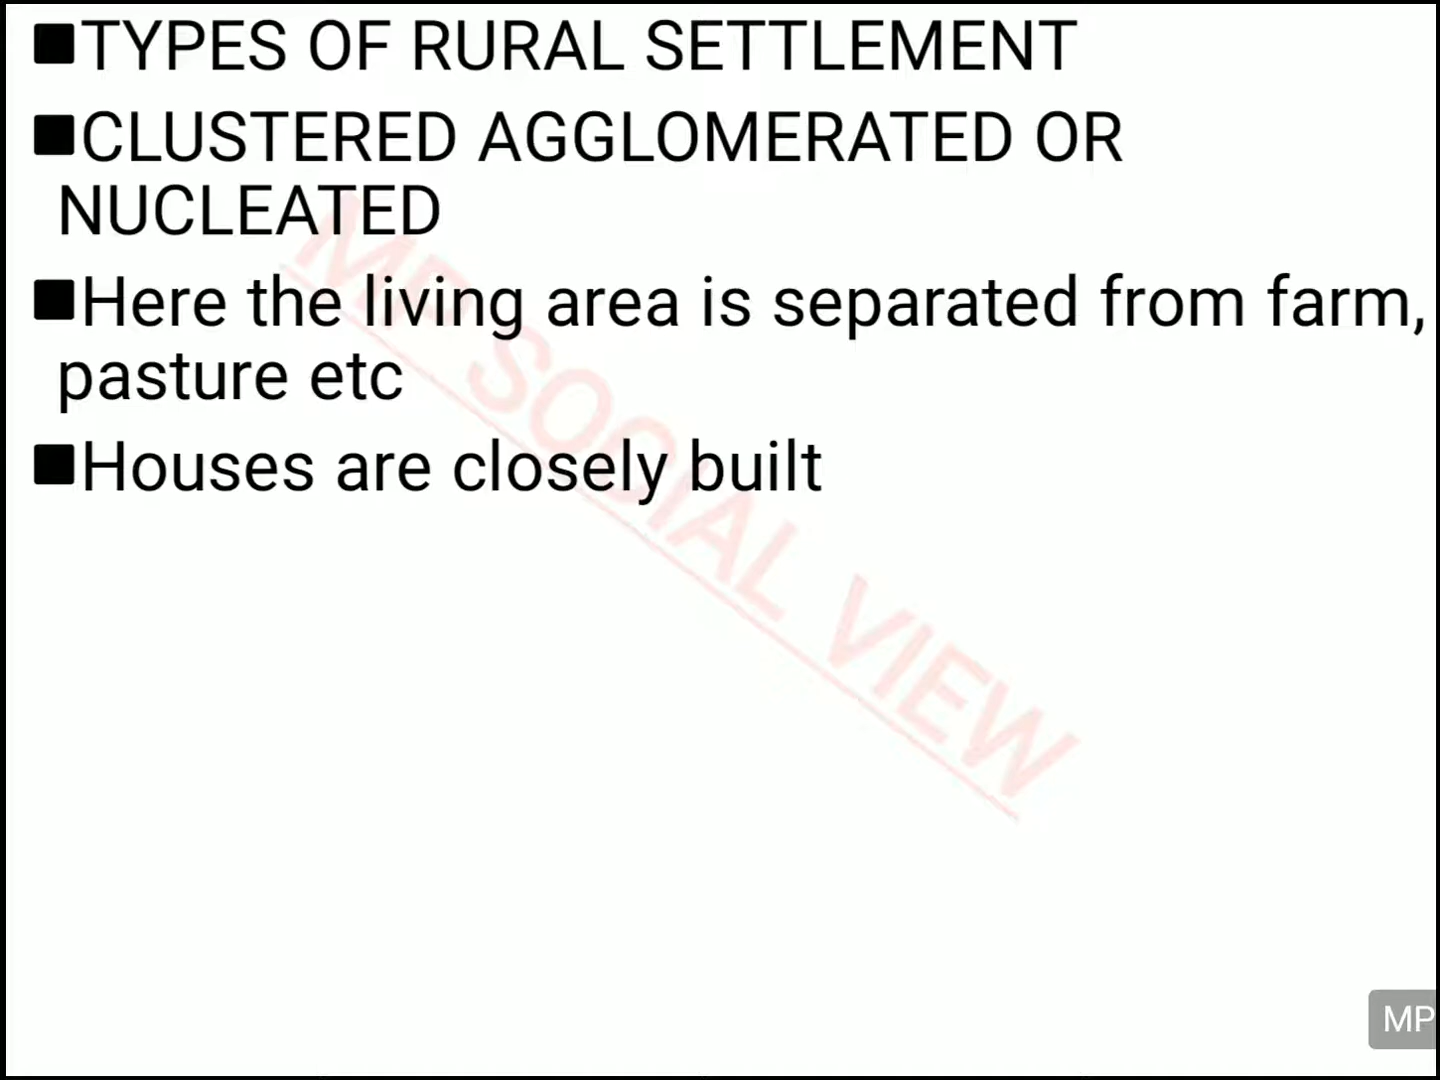 ■TYPES OF RURAL SETTLEMENT
■CLUSTERED AGGLOMERATED OR
NUCLEATED
■Here the living area is separated from farm,
pasture etc
■Houses are closely built
MP SOCIAL VIEW
MP